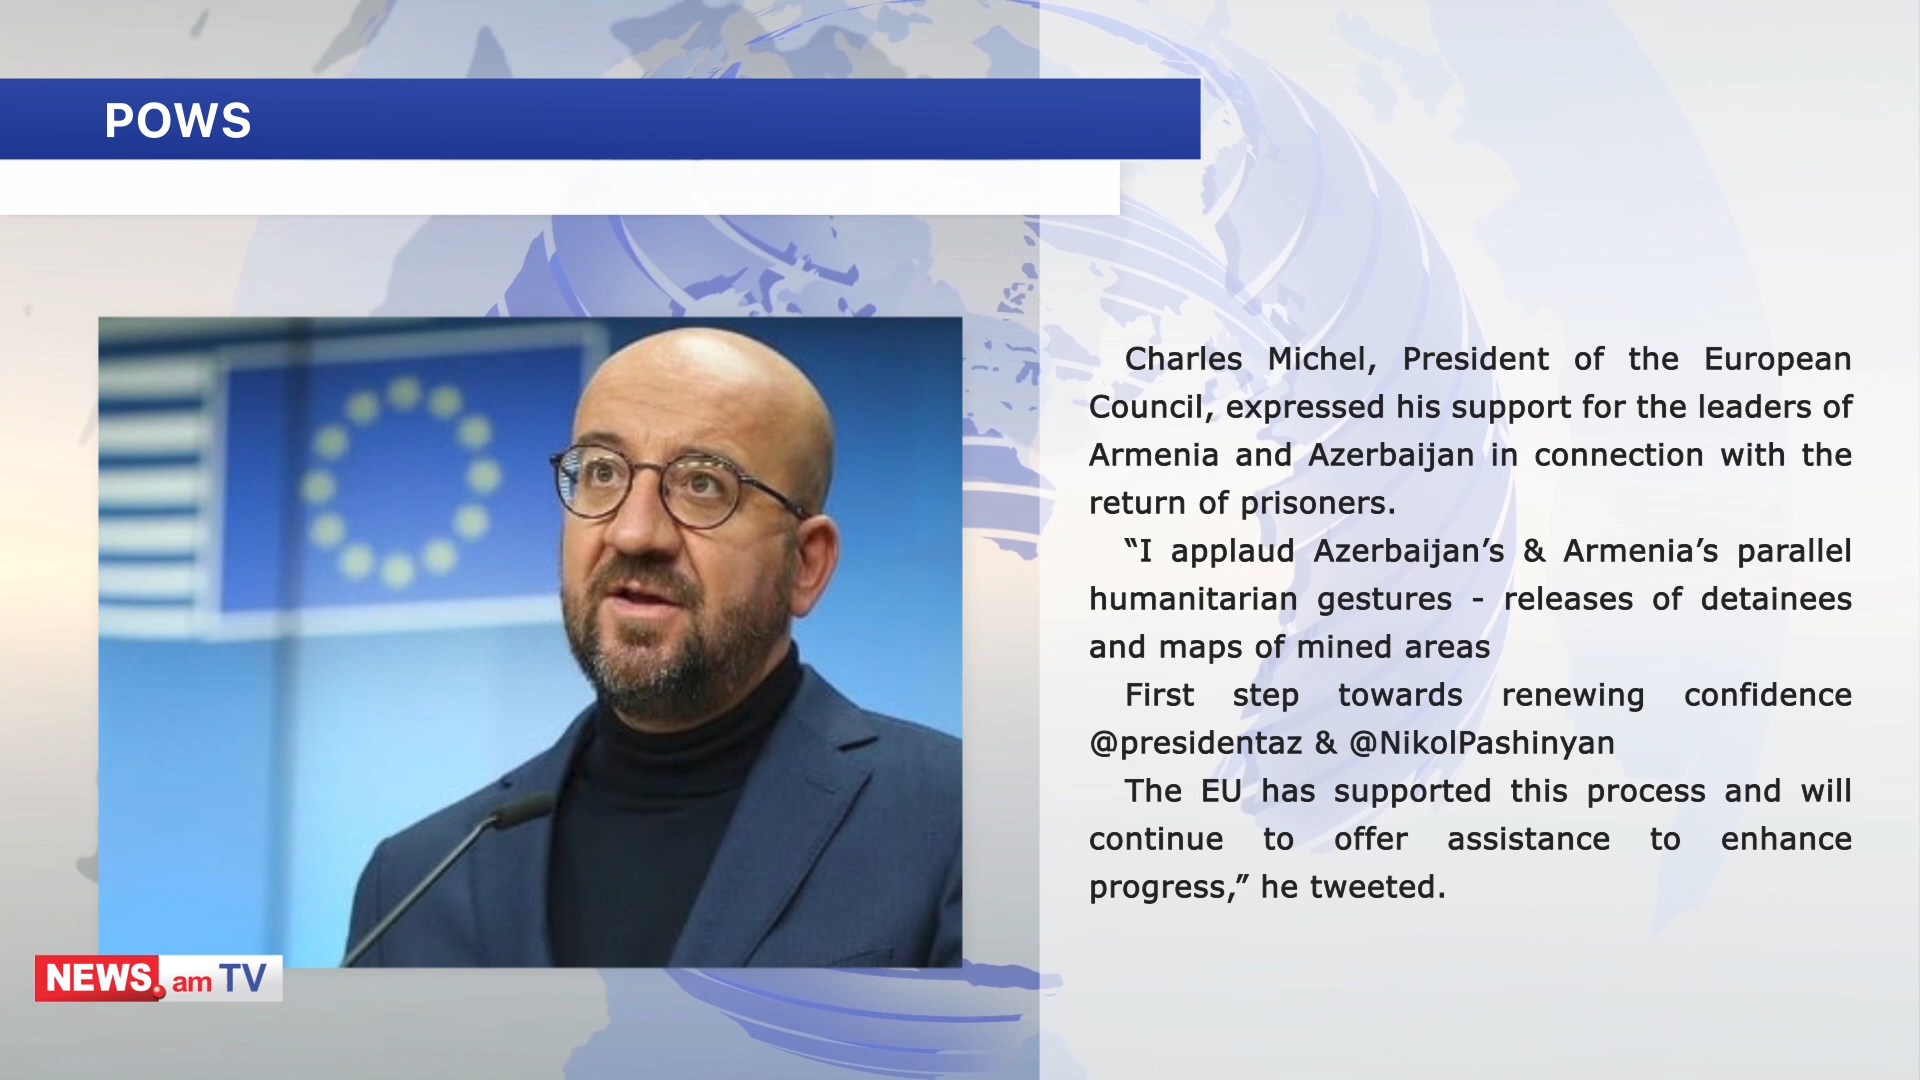 POWS
Charles Michel, President of the European
Council, expressed his support for the leaders of
Armenia and Azerbaijan in connection with the
return of prisoners.
“I applaud Azerbaijan’s & Armenia’s parallel
humanitarian gestures - releases of detainees
and maps of mined areas
First step towards renewing confidence
@presidentaz & @NikolPashinyan
The EU has supported this process and will
continue to offer assistance to enhance
progress,” he tweeted.
NEWS.am TV